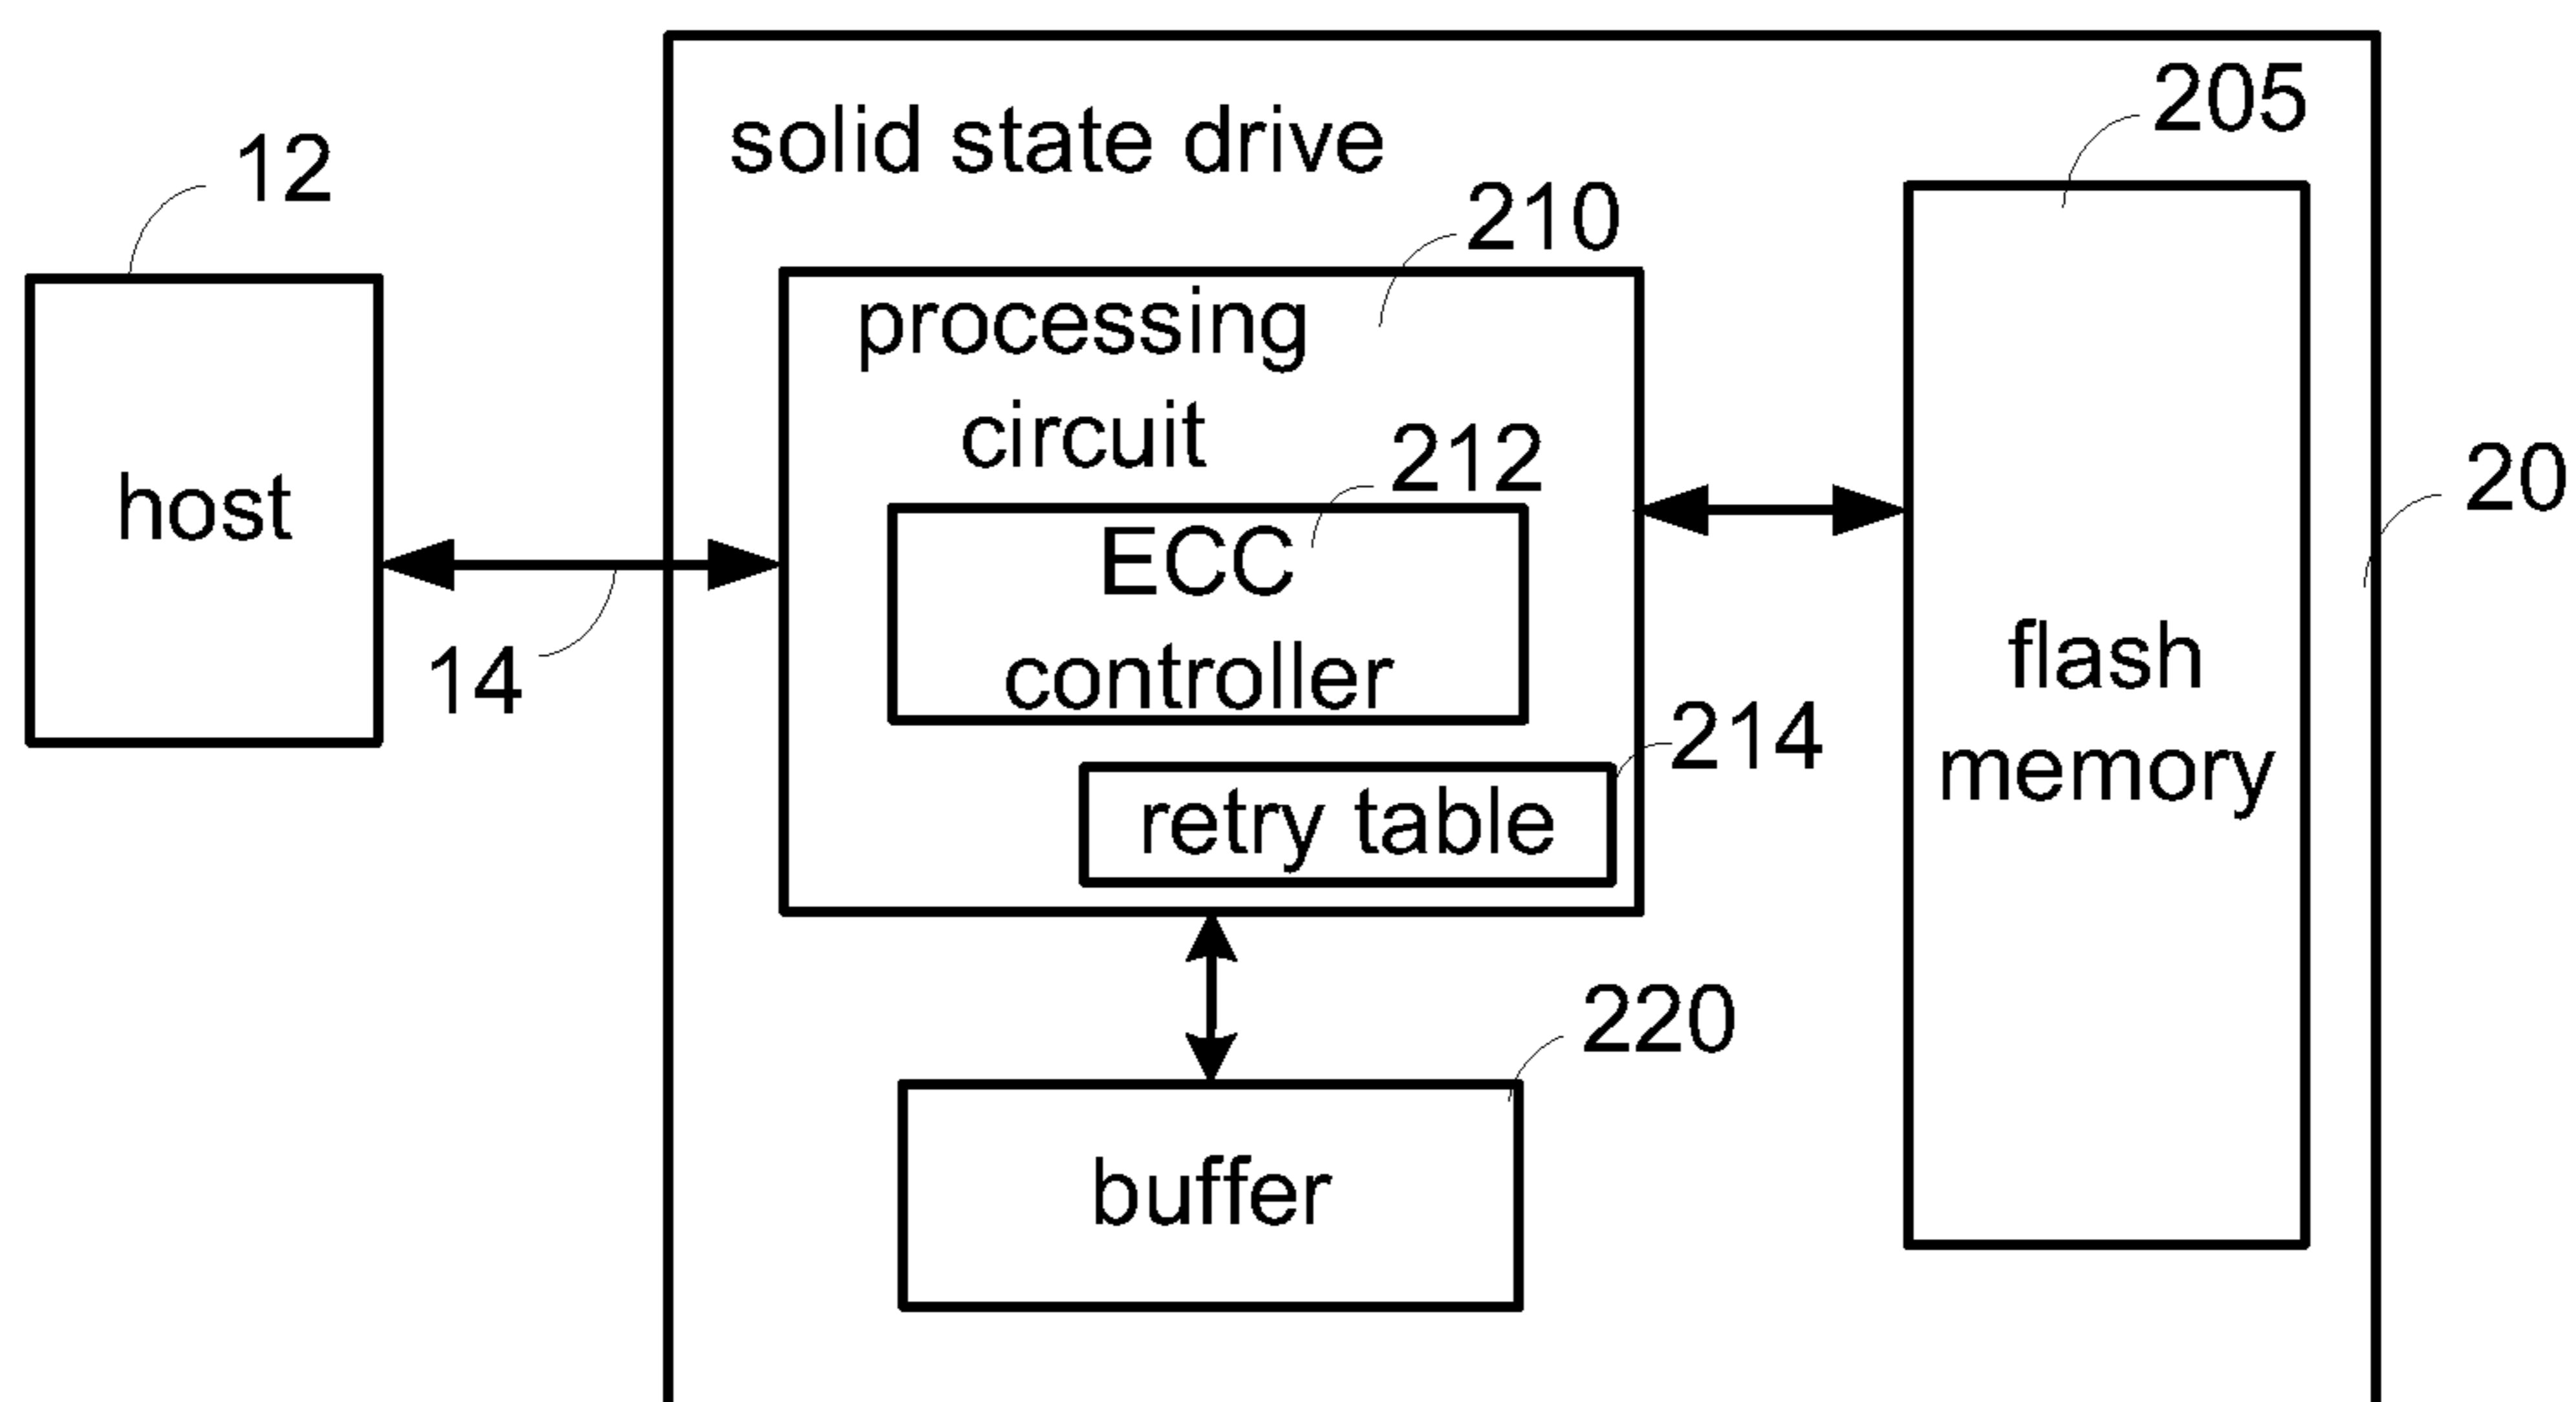 12
host
14
solid state drive
210
processing
circuit
212
ECC
controller
214
retry table
220
buffer
205
flash
memory
20